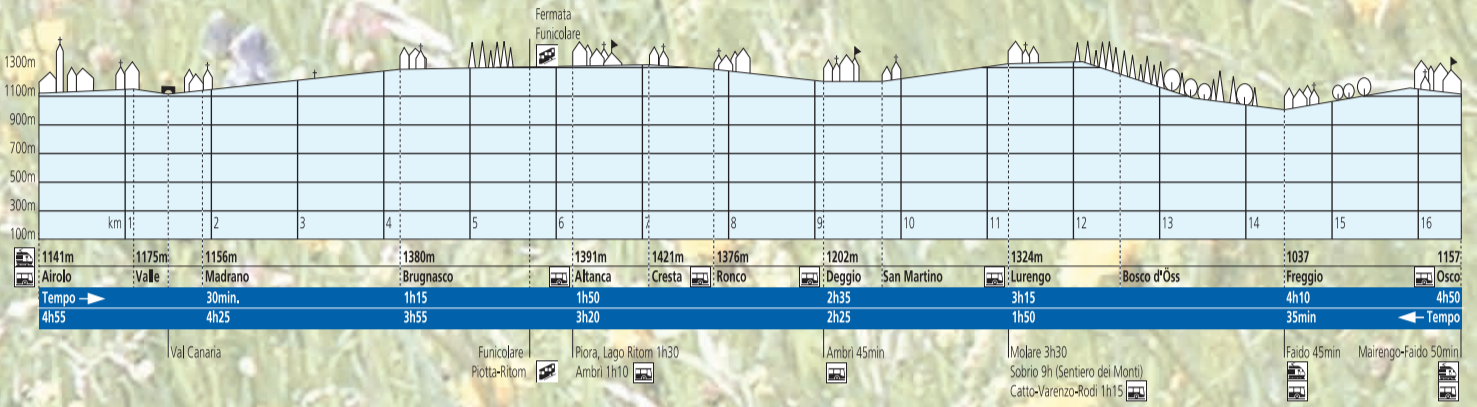 Fermata
Funicolare
1300m
1100m
900m
700m
500m
300m
100m
km 1 2 3 4 5 6 7 8 9 10 11 12 13 14 15 16
1141m 1175m 1156m 1380m 1391m 1421m 1376m 1202m 1324m 1037 1157
Airolo Valle Madrano Brugnasco Altanca Cresta Ronco Deggio San Martino Lurengo Bosco d'Öss Freggio Osco
Tempo 30min. 1h15 1h50 2h35 3h15 4h10 4h50
4h55 4h25 3h55 3h20 2h25 1h50 35min Tempo
Val Canaria
Funicolare
Piotta-Ritom
Piora, Lago Ritom 1h30
Ambrì 1h10
Ambrì 45min
Molare 3h30
Sobrio 9h (Sentiero dei Monti)
Catto-Varenzo-Rodi 1h15
Faido 45min
Mairengo-Faido 50min